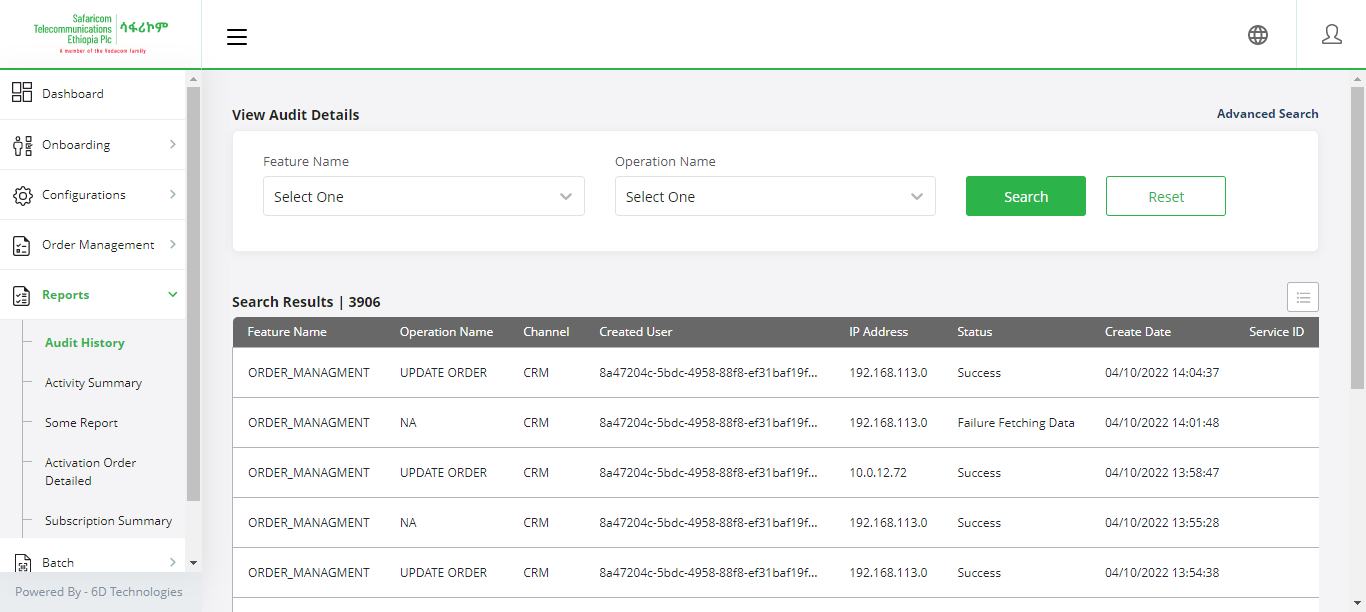 Safaricom
Telecommunications
Ethiopia Plc
ሳፋሪኮም
A member of the Vodacom family
Dashboard
Onboarding
Configurations
Order Management
Reports
Audit History
Activity Summary
Some Report
Activation Order
Detailed
Subscription Summary
Batch
Powered By - 6D Technologies
View Audit Details
Advanced Search
Feature Name Operation Name
Select One Select One Search Reset
Search Results | 3906
Feature Name Operation Name Channel Created User IP Address Status Create Date Service ID
ORDER_MANAGMENT UPDATE ORDER CRM 8a47204c-5bdc-4958-88f8-ef31baf19f... 192.168.113.0 Success 04/10/2022 14:04:37
ORDER_MANAGMENT NA CRM 8a47204c-5bdc-4958-88f8-ef31baf19f... 192.168.113.0 Failure Fetching Data 04/10/2022 14:01:48
ORDER_MANAGMENT UPDATE ORDER CRM 8a47204c-5bdc-4958-88f8-ef31baf19f... 10.0.12.72 Success 04/10/2022 13:58:47
ORDER_MANAGMENT NA CRM 8a47204c-5bdc-4958-88f8-ef31baf19f... 192.168.113.0 Success 04/10/2022 13:55:28
ORDER_MANAGMENT UPDATE ORDER CRM 8a47204c-5bdc-4958-88f8-ef31baf19f... 192.168.113.0 Success 04/10/2022 13:54:38